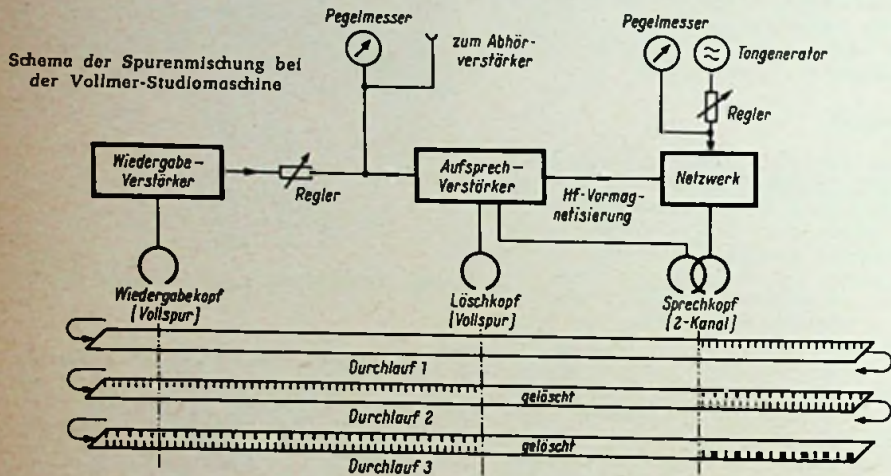 Schema der Spurenmischung bei
der Vollmer-Studiomaschine
Pegelmesser
zum Abhör-
verstärker
Pegelmesser
Tongenerator
Regler
Wiedergabe-
Verstärker
Regler
Aufsprech-
Verstärker
Hf-Vormag-
netisierung
Netzwerk
Wiedergabekopf
(Vollspur)
Löschkopf
(Vollspur)
Sprechkopf
(2-Kanal)
Durchlauf 1
gelöscht
Durchlauf 2
gelöscht
Durchlauf 3